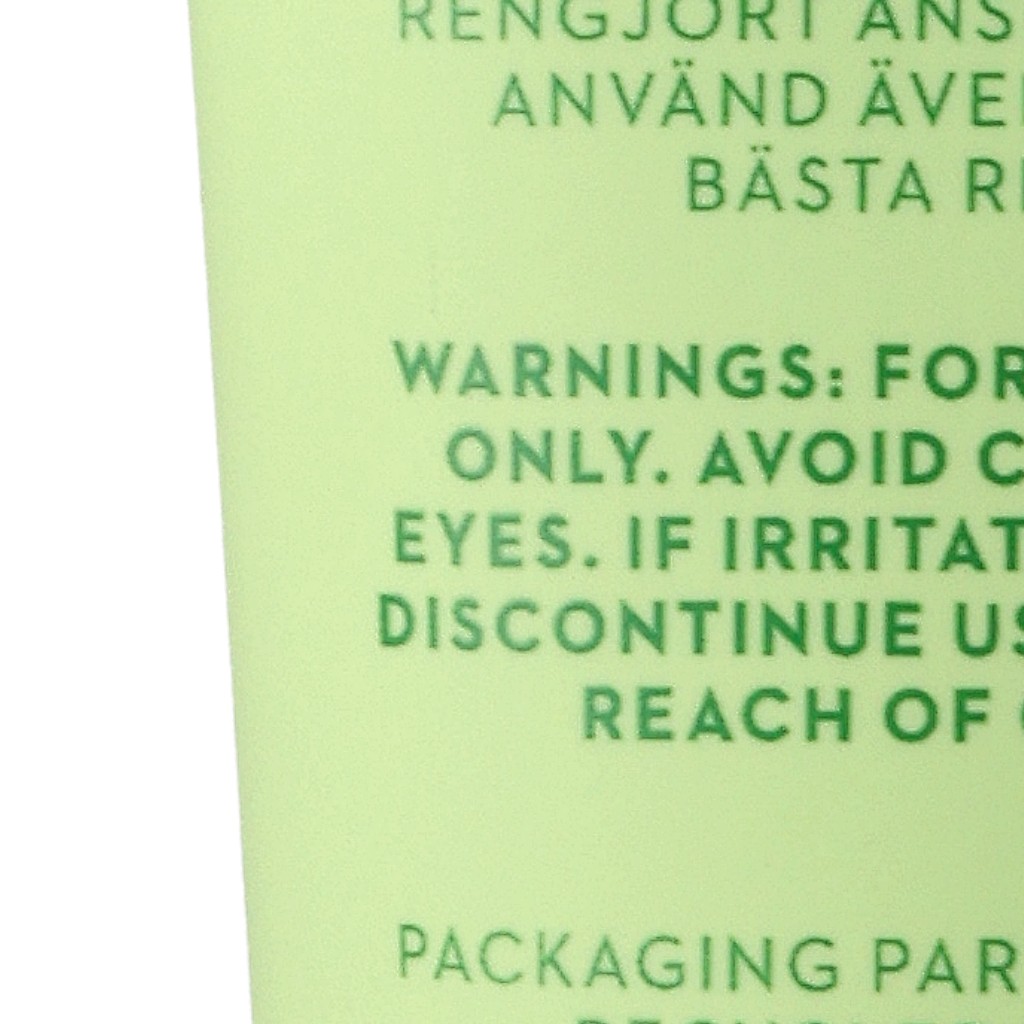 RENGJORT ANS
ANVÄND ÄVE
BÄSTA R
WARNINGS: FOR
ONLY. AVOID C
EYES. IF IRRITAT
DISCONTINUE US
REACH OF
PACKAGING PAR